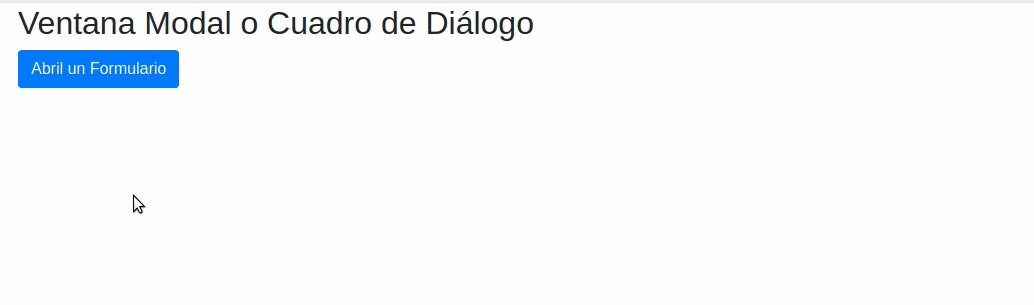 Ventana Modal o Cuadro de Diálogo
Abril un Formulario